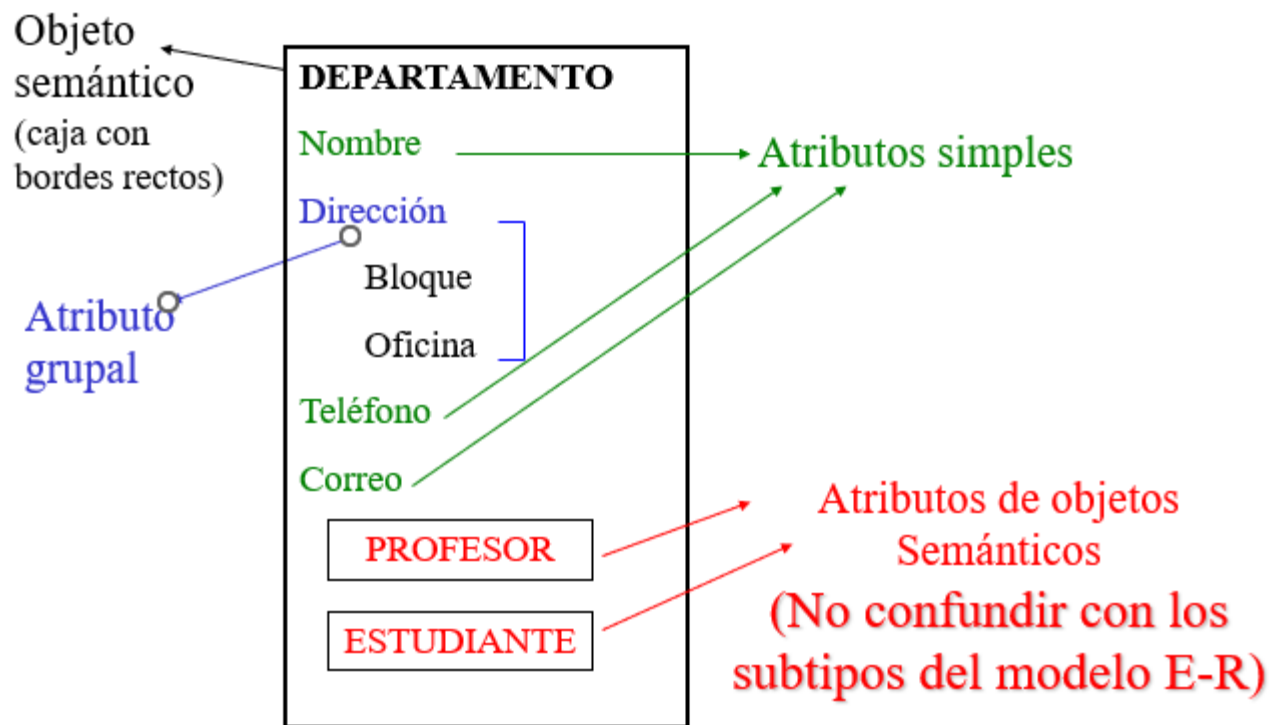 Objeto
semántico
(caja con
bordes rectos)
DEPARTAMENTO
Nombre
Atributos simples
Dirección
Bloque
Oficina
Atributo
grupal
Teléfono
Correo
PROFESOR
ESTUDIANTE
Atributos de objetos
Semánticos
(No confundir con los
subtipos del modelo E-R)